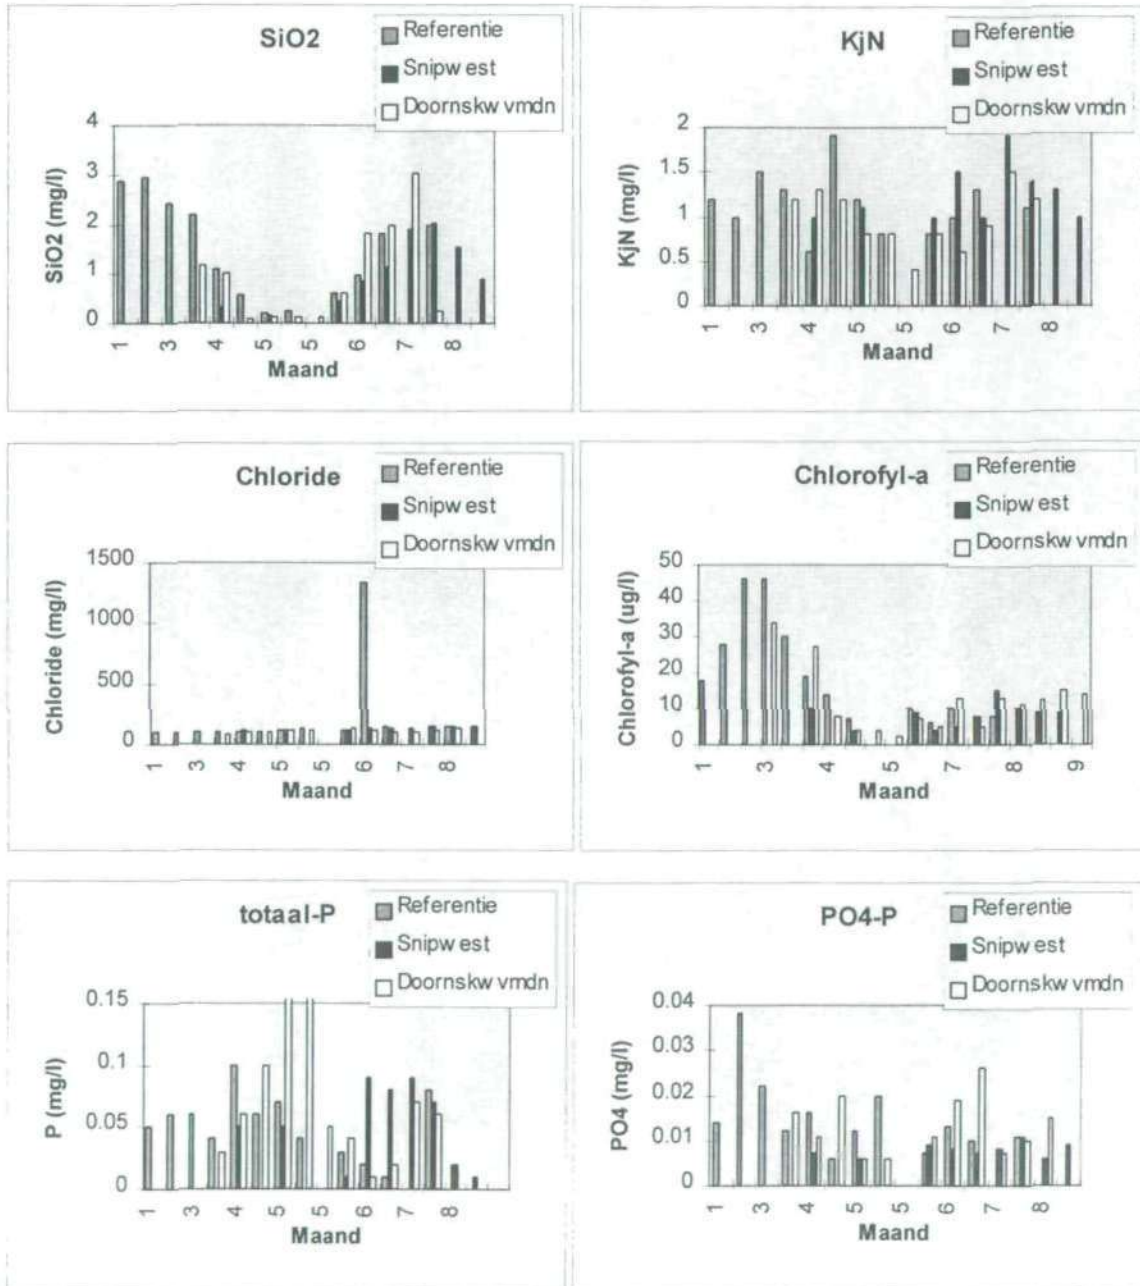 SiO2
Referentie
Snipw est
Doornskw vmdn
SiO2 (mg/l)
4
3
2
1
0
1 3 4 5 5 6 7 8
Maand
KjN
Referentie
Snipw est
Doornskw vmdn
KjN (mg/l)
2
1.5
1
0.5
0
1 3 4 5 5 6 7 8
Maand
Chloride
Referentie
Snipw est
Doornskw vmdn
Chloride (mg/l)
1500
1000
500
0
1 3 4 5 5 6 7 8
Maand
Chlorofyl-a
Referentie
Snipw est
Doornskw vmdn
Chlorofyl-a (ug/l)
50
40
30
20
10
0
1 3 4 5 5 7 8 9
Maand
totaal-P
Referentie
Snipw est
Doornskw vmdn
P (mg/l)
0.15
0.1
0.05
0
1 3 4 5 5 6 7 8
Maand
PO4-P
Referentie
Snipw est
Doornskw vmdn
PO4 (mg/l)
0.04
0.03
0.02
0.01
0
1 3 4 5 5 6 7 8
Maand